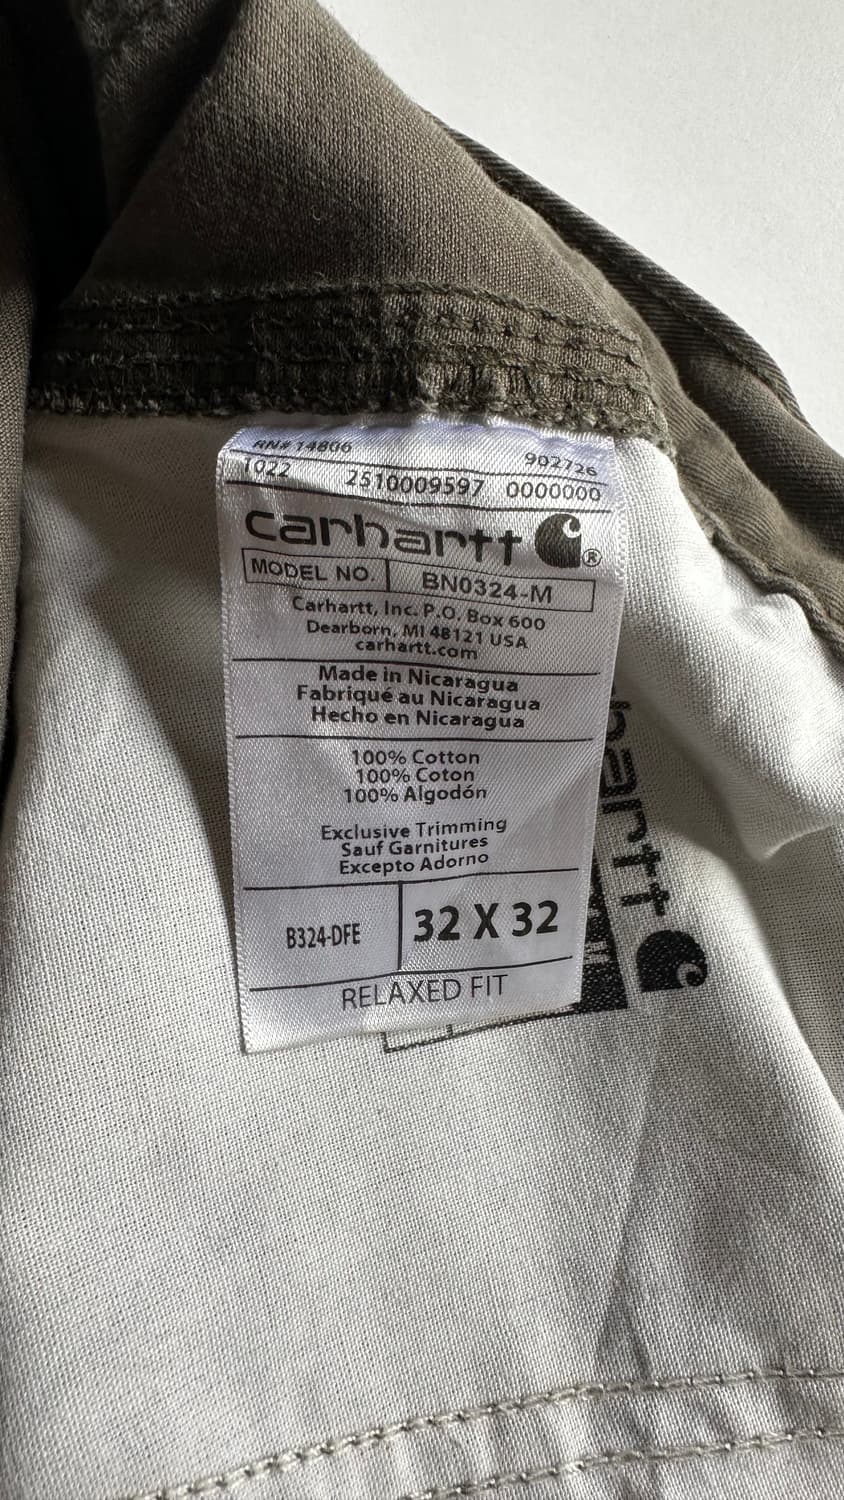 RN# 14806 902726
1022 2510009597 0000000
carhartt ®
MODEL NO. BN0324-M
Carhartt, Inc. P.O. Box 600
Dearborn, MI 48121 USA
carhartt.com
Made in Nicaragua
Fabriqué au Nicaragua
Hecho en Nicaragua
100% Cotton
100% Coton
100% Algodón
Exclusive Trimming
Sauf Garnitures
Excepto Adorno
B324-DFE 32 X 32
RELAXED FIT
hartt